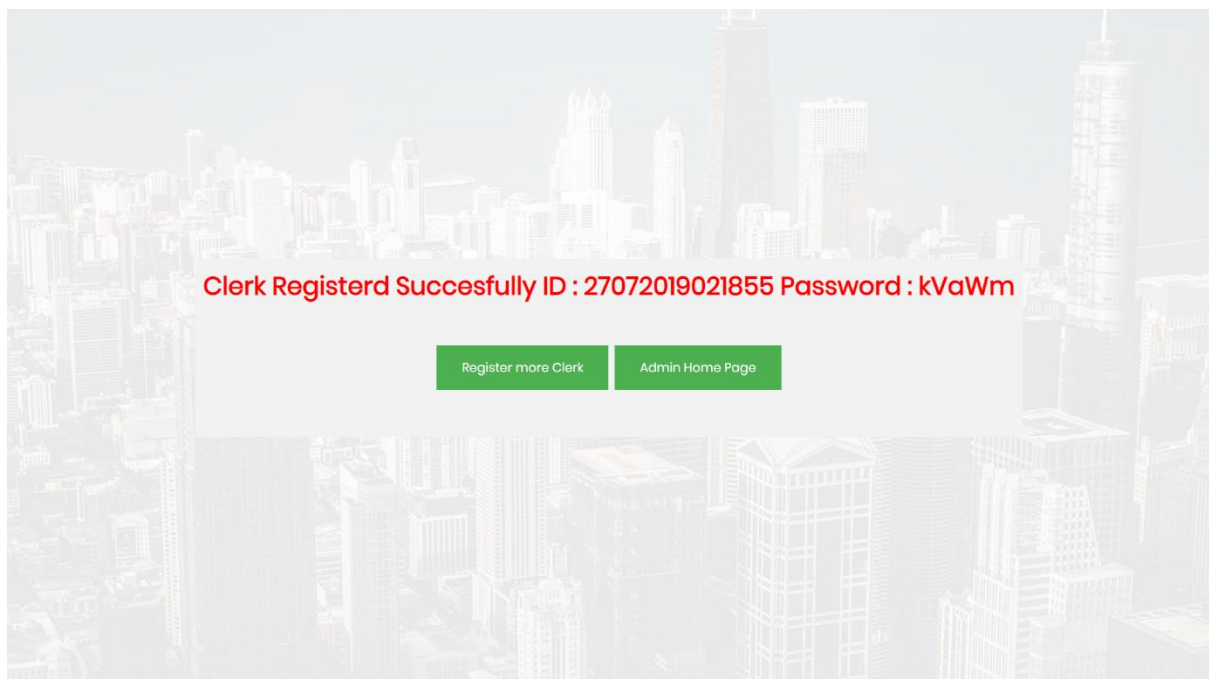 Clerk Registerd Succesfully ID : 27072019021855 Password : kVaWm
Register more Clerk
Admin Home Page